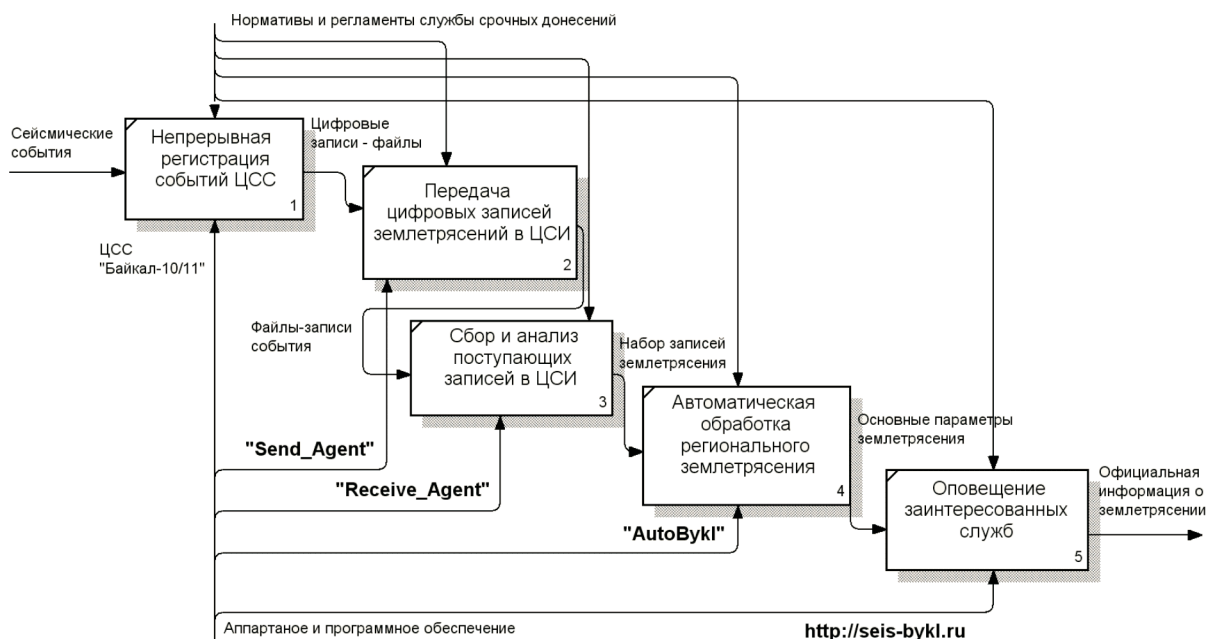 Нормативы и регламенты службы срочных донесений
Сейсмические
события
Непрерывная
регистрация
событий ЦСС
1
Цифровые
записи - файлы
Передача
цифровых записей
землетрясений в ЦСИ
2
ЦСС
"Байкал-10/11"
Файлы-записи
события
Сбор и анализ
поступающих
записей в ЦСИ
3
Набор записей
землетрясения
Автоматическая
обработка
регионального
землетрясения
4
Основные параметры
землетрясения
"Send_Agent"
"Receive_Agent"
"AutoBykl"
Оповещение
заинтересованных
служб
5
Официальная
информация о
землетрясении
Аппартаное и программное обеспечение
http://seis-bykl.ru